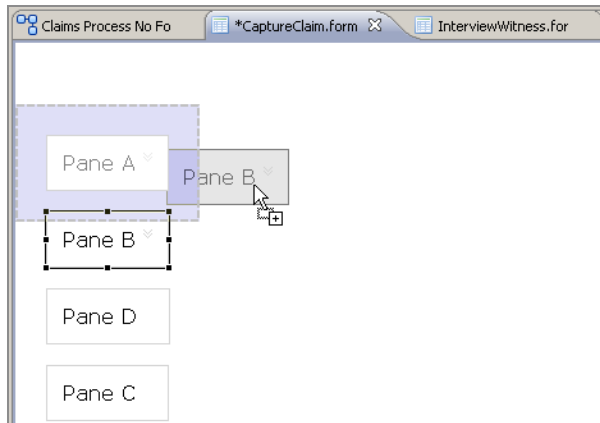 Claims Process No Fo
*CaptureClaim.form
InterviewWitness.for
Pane A
Pane B
Pane B
Pane D
Pane C